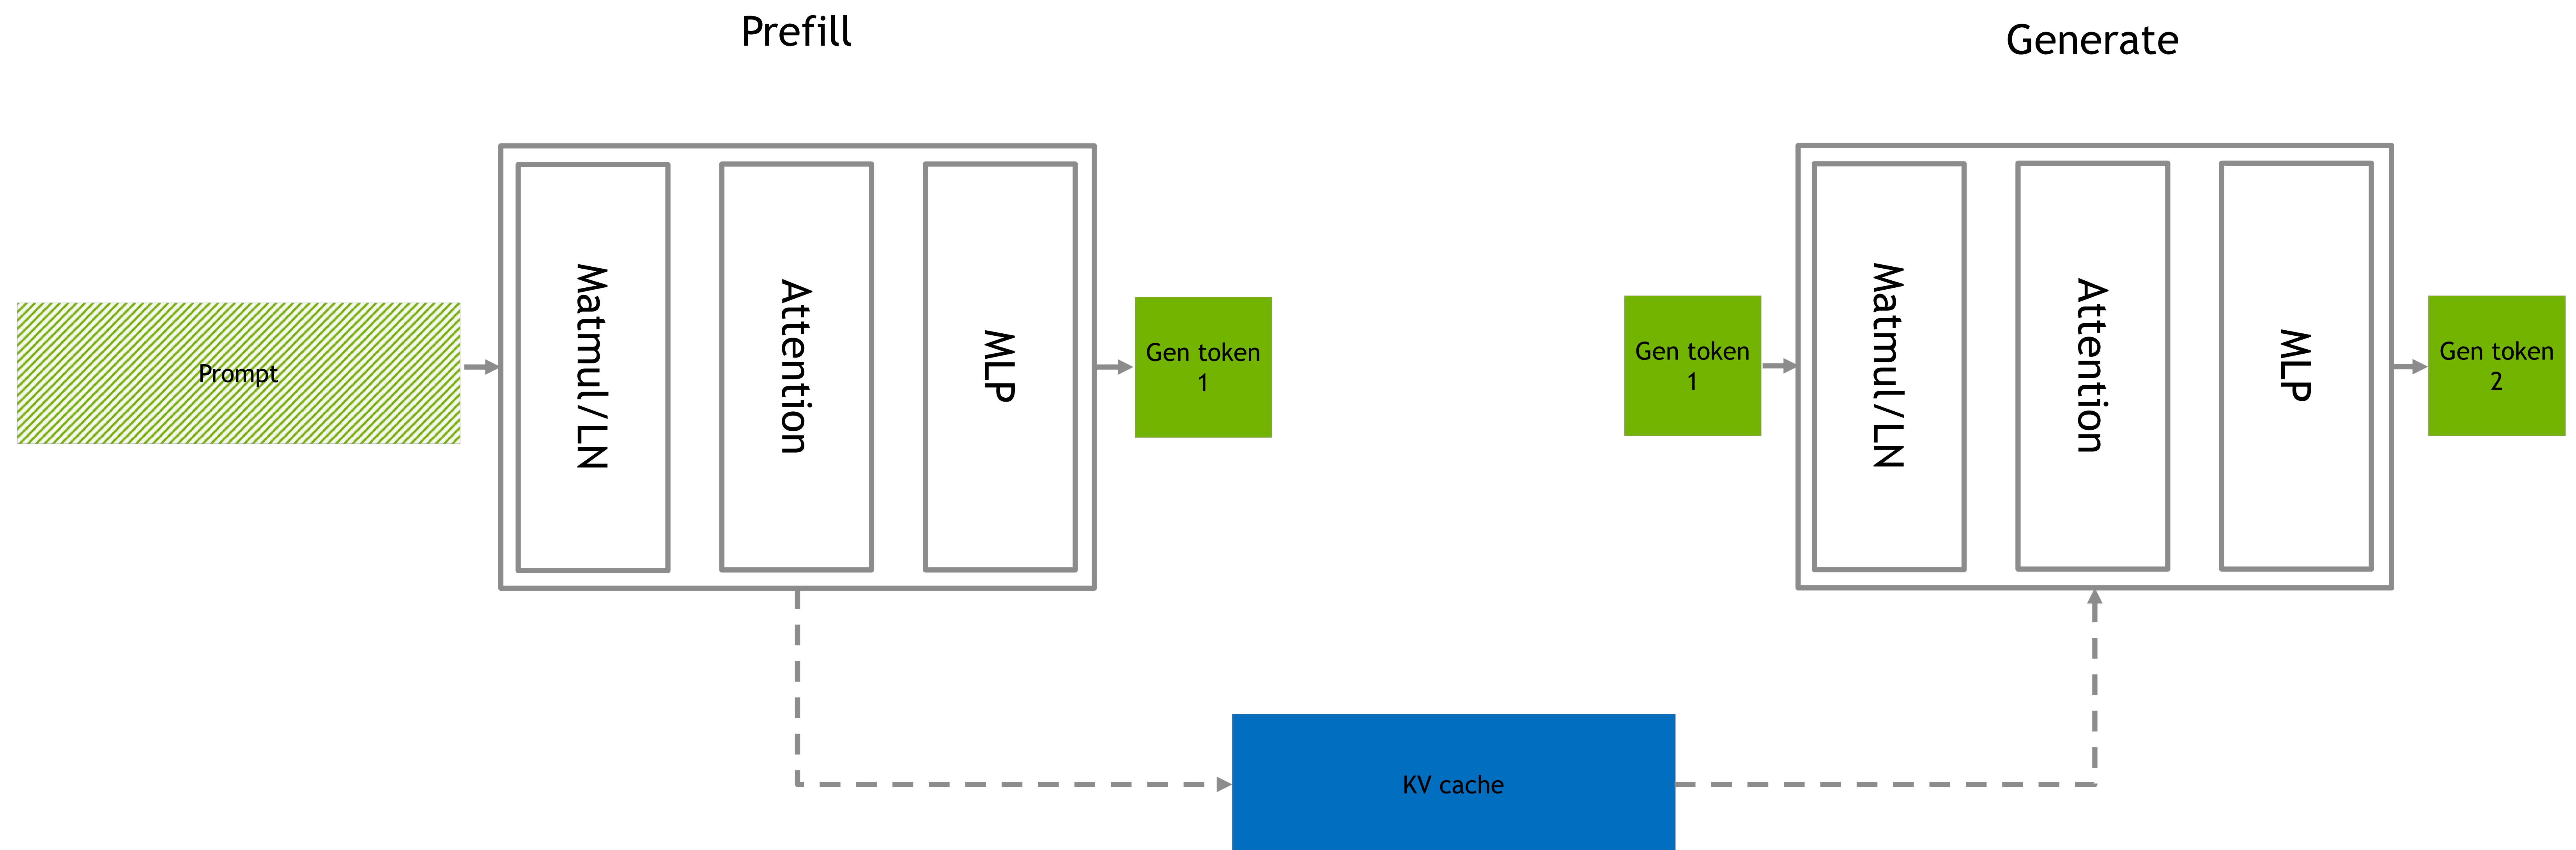 Prefill
Generate
Prompt
Matmul/LN
Attention
MLP
Gen token
1
Gen token
1
Matmul/LN
Attention
MLP
Gen token
2
KV cache